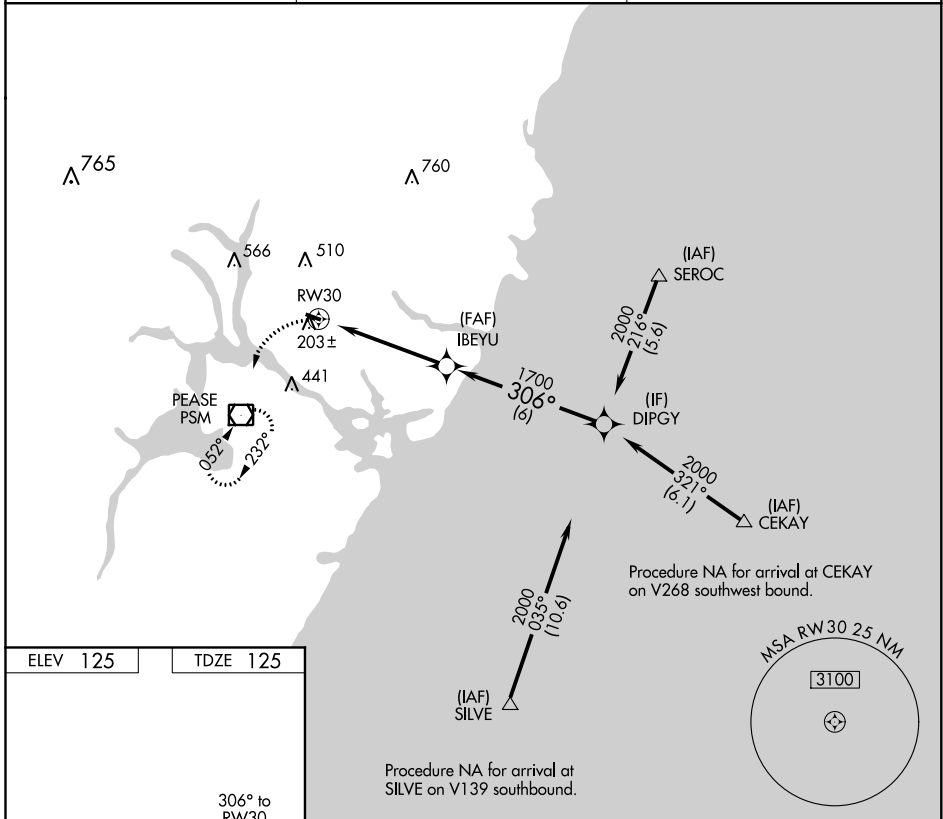 765
760
566
510
RW30
203±
441
PEASE
PSM
052°
232°
(FAF)
IBEYU
1700
306°
(6)
(IAF)
SEROC
2000
216°
(5.6)
(IF)
DIPGY
2000
321°
(6.1)
(IAF)
CEKAY
Procedure NA for arrival at CEKAY
on V268 southwest bound.
2000
035°
(10.6)
(IAF)
SILVE
Procedure NA for arrival at
SILVE on V139 southbound.
MSA RW30 25 NM
3100
ELEV 125
TDZE 125
306° to
RW30